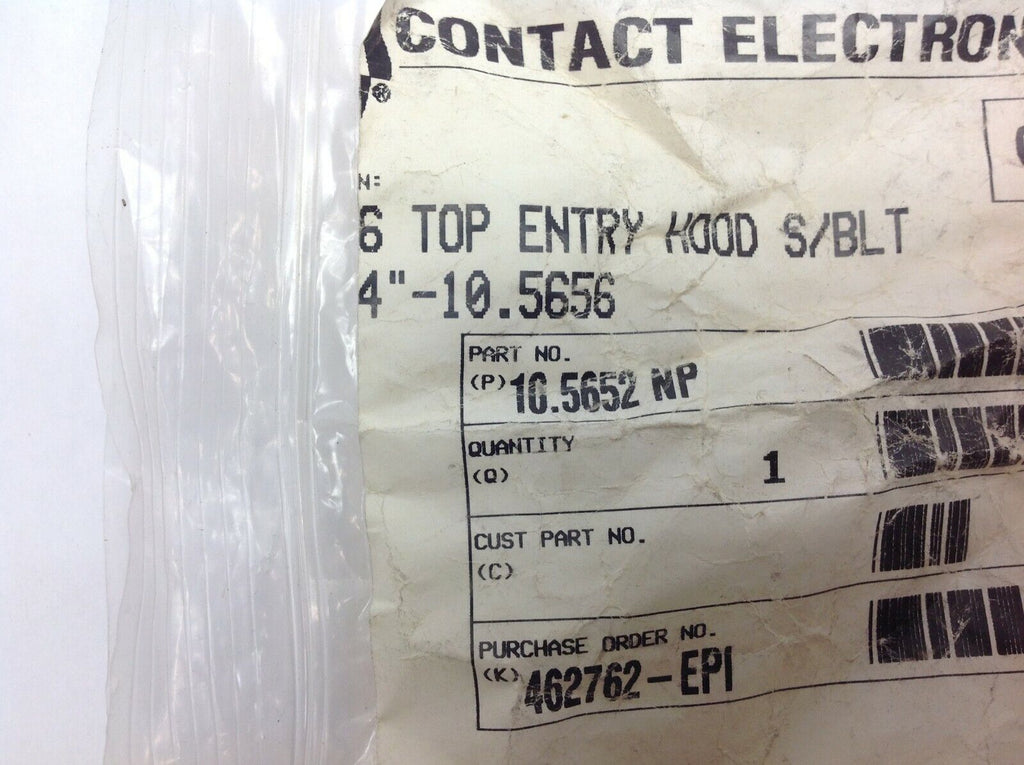 CONTACT ELECTRON
®
N:
6 TOP ENTRY HOOD S/BLT
4"-10.5656
PART NO.
(P) 10.5652 NP
QUANTITY
(Q) 1
CUST PART NO.
(C)
PURCHASE ORDER NO.
(K) 462762-EPI